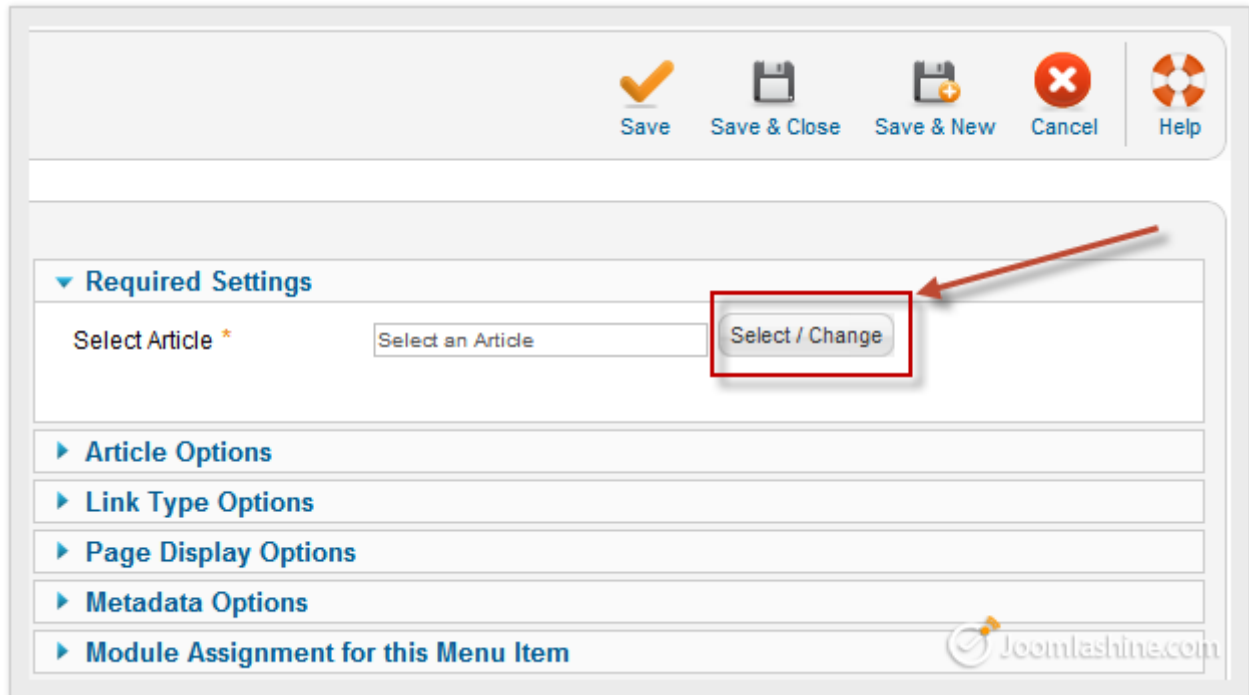 Save Save & Close Save & New Cancel Help
Required Settings
Select Article * Select an Article Select / Change
Article Options
Link Type Options
Page Display Options
Metadata Options
Module Assignment for this Menu Item
Joomlashine.com